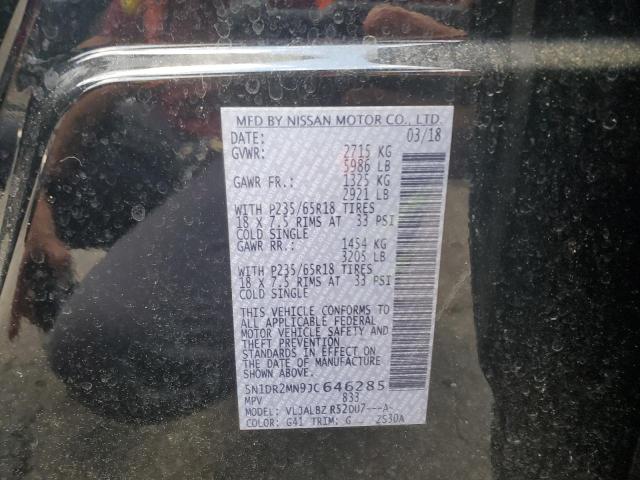 MFD BY NISSAN MOTOR CO., LTD.
DATE: 03/18
GVWR: 2715 KG
5986 LB
GAWR FR.: 1325 KG
2921 LB
WITH P235/65R18 TIRES
18 X 7.5 RIMS AT 33 PSI
COLD SINGLE
GAWR RR.: 1454 KG
3205 LB
WITH P235/65R18 TIRES
18 X 7.5 RIMS AT 33 PSI
COLD SINGLE
THIS VEHICLE CONFORMS TO
ALL APPLICABLE FEDERAL
MOTOR VEHICLE SAFETY AND
THEFT PREVENTION
STANDARDS IN EFFECT ON
THE DATE OF MANUFACTURE
SHOWN ABOVE.
5N1DR2MN9JC646285
MPV 833
MODEL: VLJALBZ R52DU7---A-
COLOR: G41 TRIM: G 2S30A